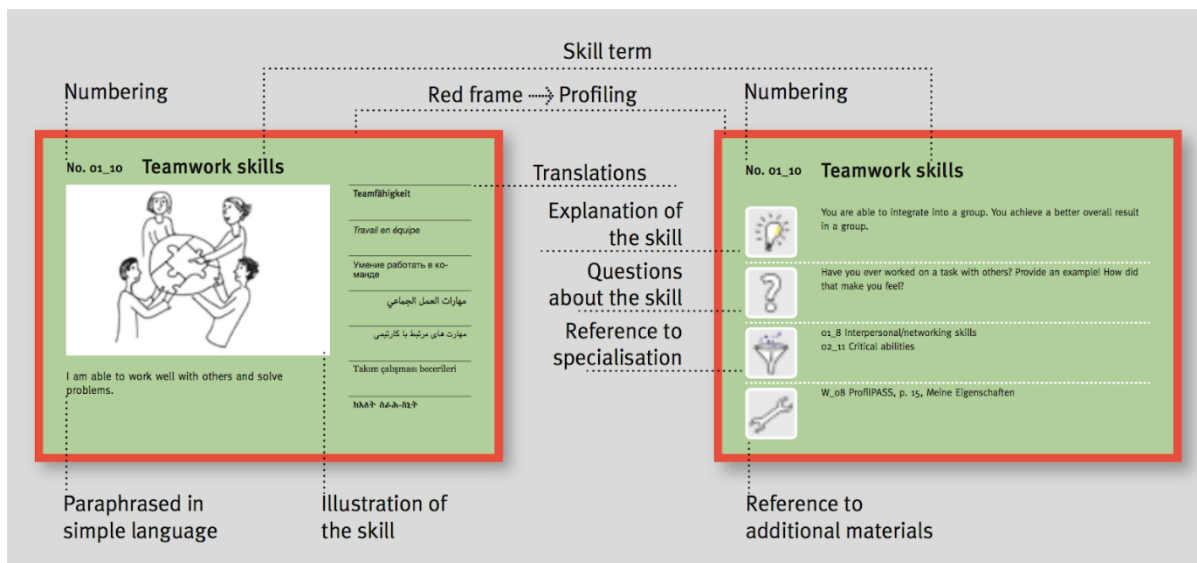 Skill term
Numbering
Red frame ···> Profiling
Numbering
No. 01_10 Teamwork skills
Teamfähigkeit
Travail en équipe
Умение работать в ко-
манде
مهارات العمل الجماعي
مهارت های مرتبط با کارتیمی
Takım çalışması becerileri
ክእለት ስራሕ-ስኒት
I am able to work well with others and solve
problems.
Translations
Explanation of
the skill
Questions
about the skill
Reference to
specialisation
No. 01_10 Teamwork skills
You are able to integrate into a group. You achieve a better overall result
in a group.
Have you ever worked on a task with others? Provide an example! How did
that make you feel?
01_8 Interpersonal/networking skills
02_11 Critical abilities
W_08 ProfilPASS, p. 15, Meine Eigenschaften
Paraphrased in
simple language
Illustration of
the skill
Reference to
additional materials